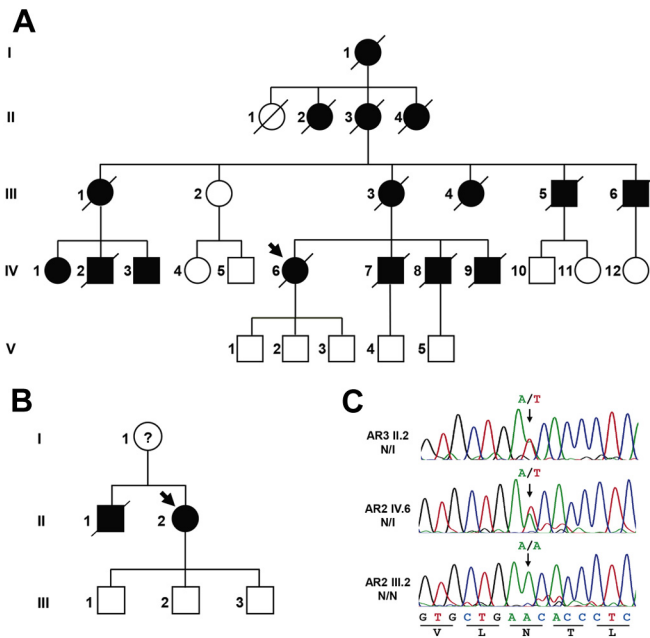 A
I
1
II
1 2 3 4
III
1 2 3 4 5 6
IV
1 2 3 4 5 6 7 8 9 10 11 12
V
1 2 3 4 5
B
I
1 ?
II
1 2
III
1 2 3
C
A/T
AR3 II.2
N/I
A/T
AR2 IV.6
N/I
A/A
AR2 III.2
N/N
G T G C T G A A C A C C C T C
V L N T L